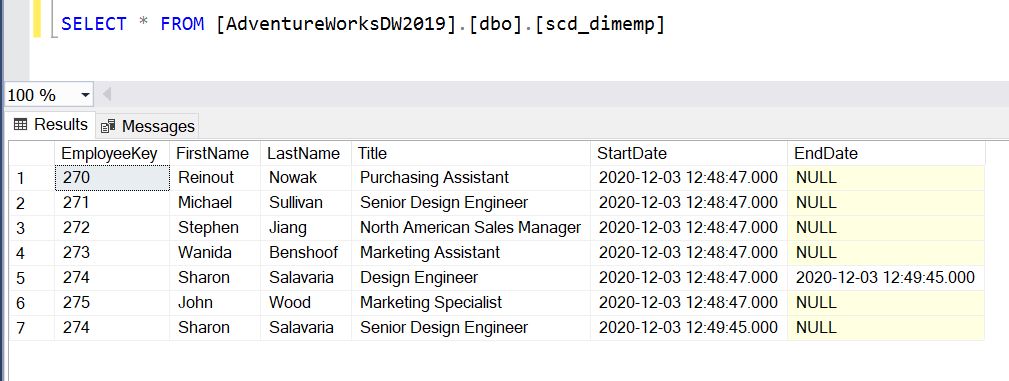 SELECT * FROM [AdventureWorksDW2019].[dbo].[scd_dimemp]
100 %
Results Messages
EmployeeKey FirstName LastName Title StartDate EndDate
1 270 Reinout Nowak Purchasing Assistant 2020-12-03 12:48:47.000 NULL
2 271 Michael Sullivan Senior Design Engineer 2020-12-03 12:48:47.000 NULL
3 272 Stephen Jiang North American Sales Manager 2020-12-03 12:48:47.000 NULL
4 273 Wanida Benshoof Marketing Assistant 2020-12-03 12:48:47.000 NULL
5 274 Sharon Salavaria Design Engineer 2020-12-03 12:48:47.000 2020-12-03 12:49:45.000
6 275 John Wood Marketing Specialist 2020-12-03 12:48:47.000 NULL
7 274 Sharon Salavaria Senior Design Engineer 2020-12-03 12:49:45.000 NULL